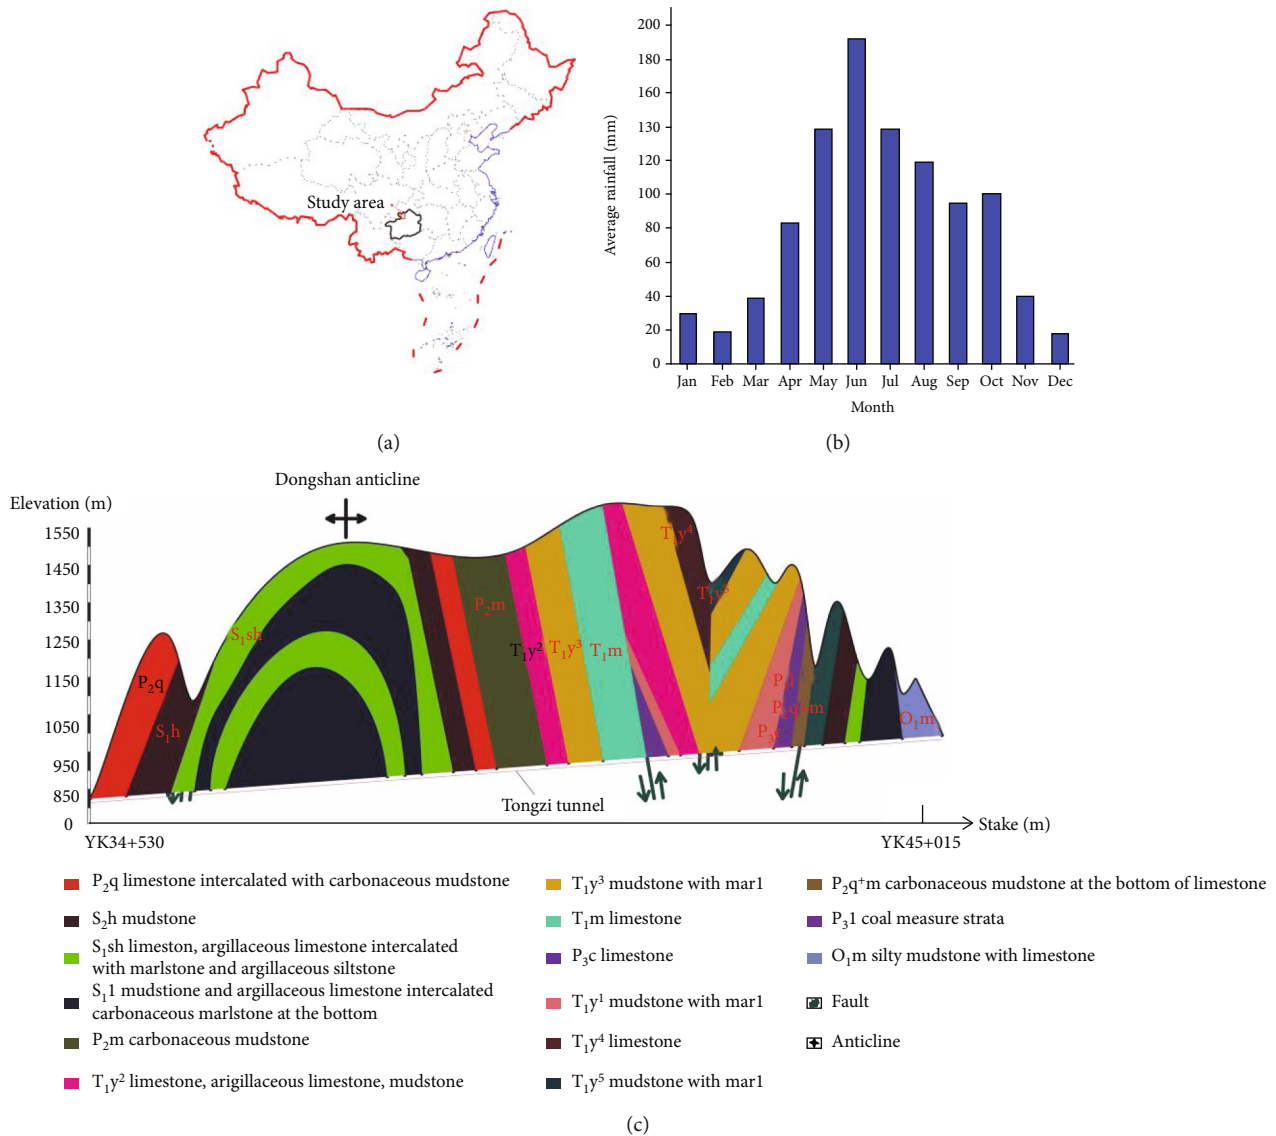 Study area
(a)
Average rainfall (mm)
200
180
160
130
120
100
80
60
40
20
0
Jan Feb Mar Apr May Jun Jul Aug Sep Oct Nov Dec
Month
(b)
Dongshan anticline
Elevation (m)
1550
1450
1350
1250
1150
1050
950
850
0
P₂q
S₁h
S₁sh
P₂m
T₁y²
T₁y³
T₁m
T₁y⁴
T₁y⁵
P₃l
P₂q+m
P₃c
O₁m
Tongzi tunnel
Stake (m)
YK34+530
YK45+015
P₂q limestone intercalated with carbonaceous mudstone
S₂h mudstone
S₁sh limeston, argillaceous limestone intercalated
with marlstone and argillaceous siltstone
S₁1 mudstione and argillaceous limestone intercalated
carbonaceous marlstone at the bottom
P₂m carbonaceous mudstone
T₁y² limestone, arigillaceous limestone, mudstone
T₁y³ mudstone with mar1
T₁m limestone
P₃c limestone
T₁y¹ mudstone with mar1
T₁y⁴ limestone
T₁y⁵ mudstone with mar1
P₂q⁺m carbonaceous mudstone at the bottom of limestone
P₃1 coal measure strata
O₁m silty mudstone with limestone
Fault
Anticline
(c)